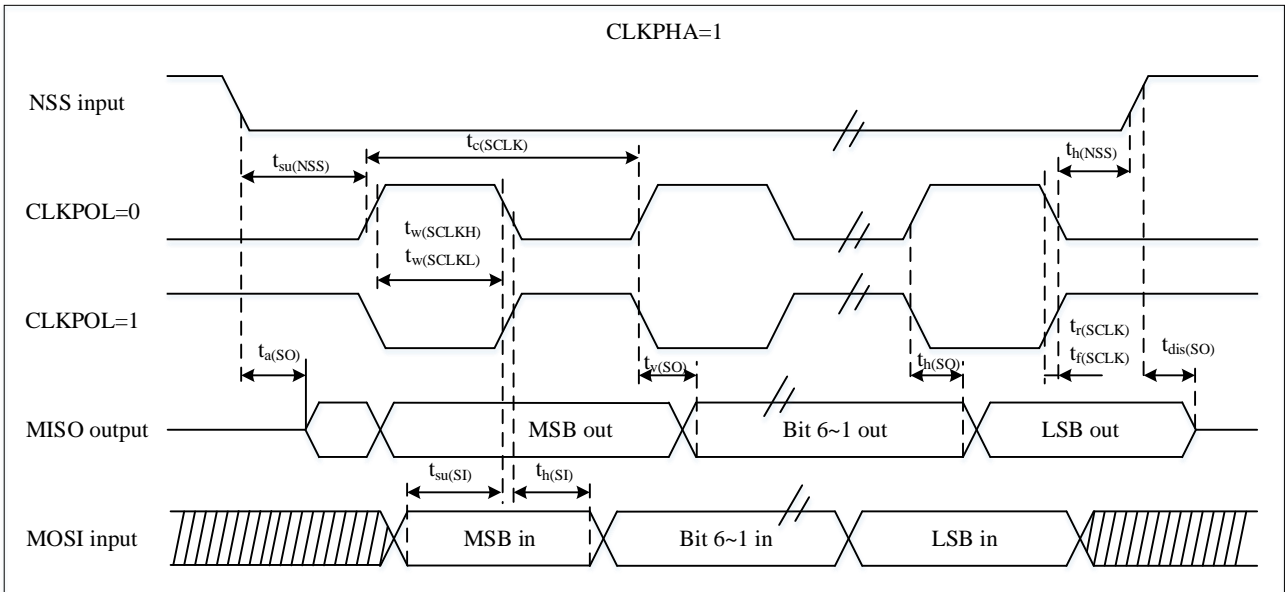 CLKPHA=1
NSS input
tc(SCLK)
tsu(NSS)
th(NSS)
CLKPOL=0
tw(SCLKH)
tw(SCLKL)
CLKPOL=1
tr(SCLK)
ta(SO)
tv(SO)
th(SO)
tf(SCLK)
tdis(SO)
MISO output
MSB out
Bit 6~1 out
LSB out
tsu(SI)
th(SI)
MOSI input
MSB in
Bit 6~1 in
LSB in